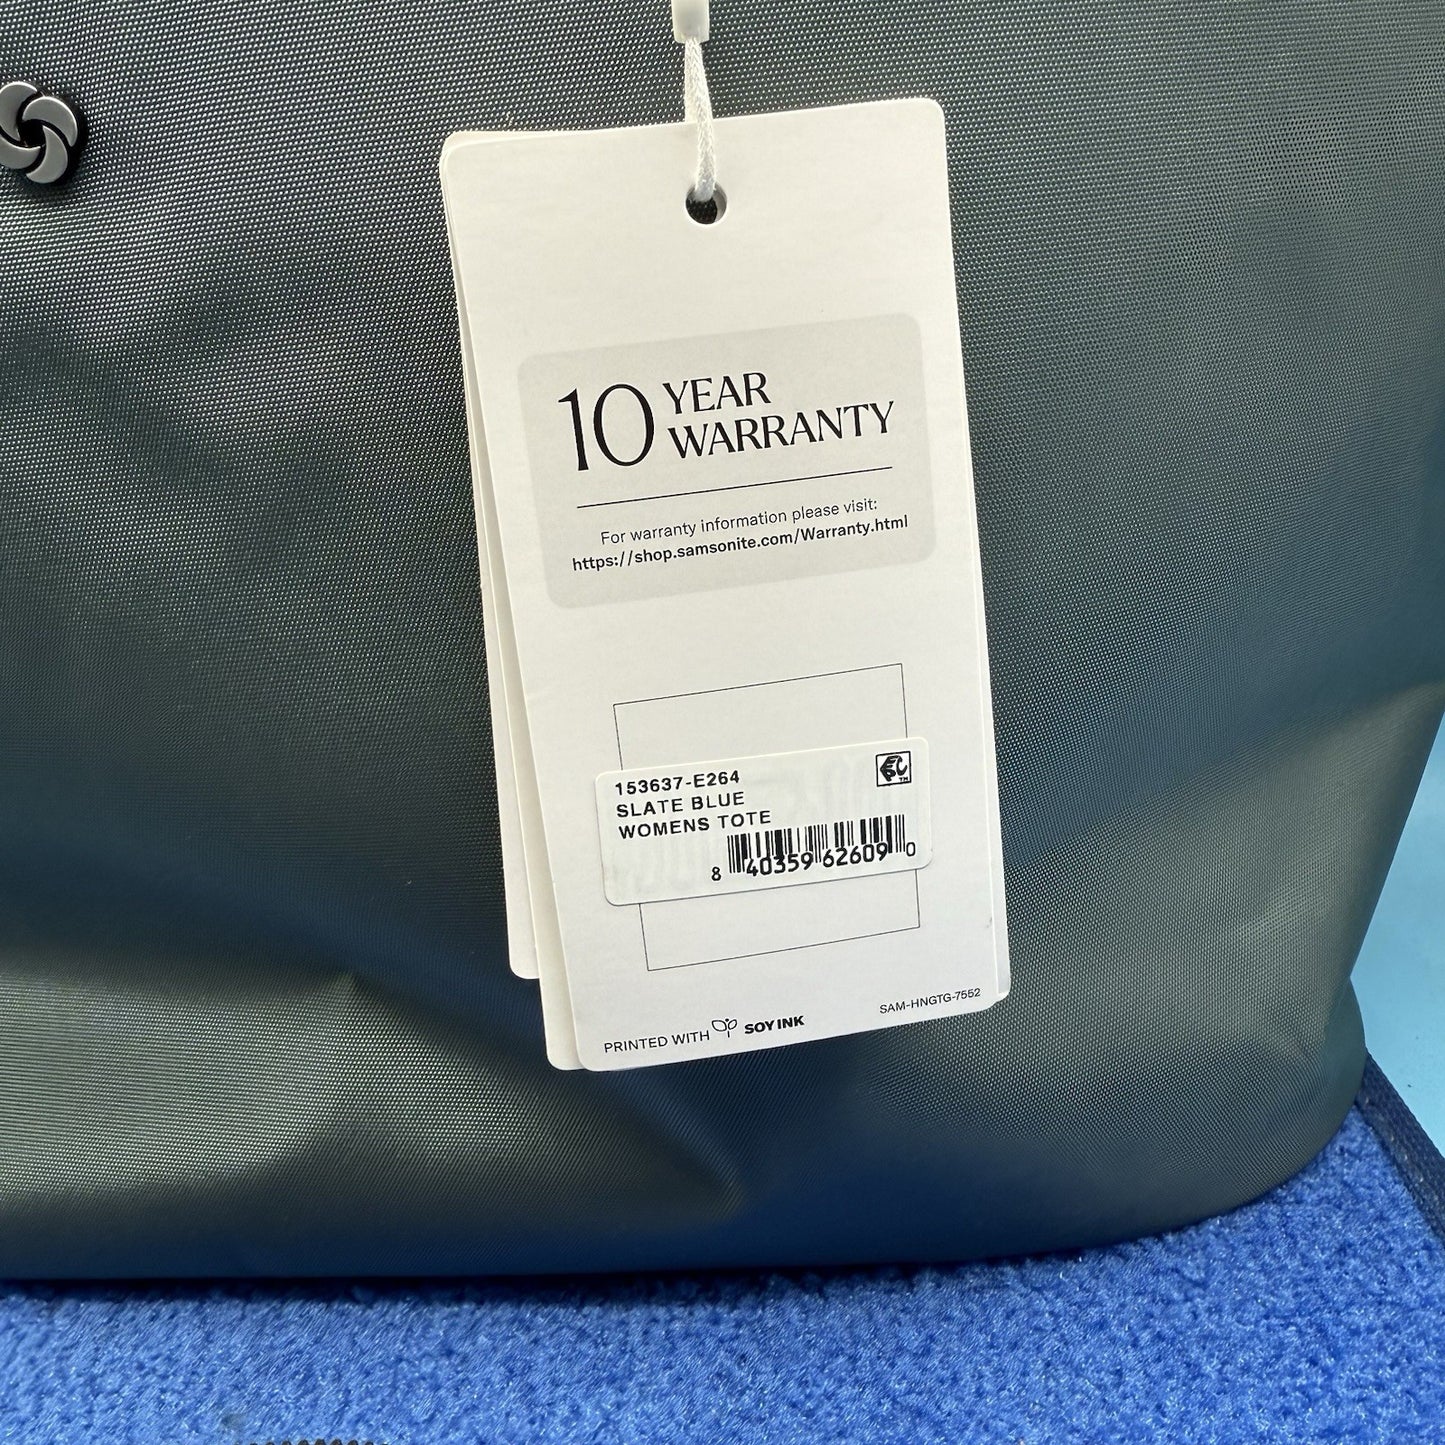 10 YEAR
WARRANTY
For warranty information please visit:
https://shop.samsonite.com/Warranty.html
153637-E264
SLATE BLUE
WOMENS TOTE
8 40359 62609 0
PRINTED WITH SOY INK
SAM-HNGTG-7552